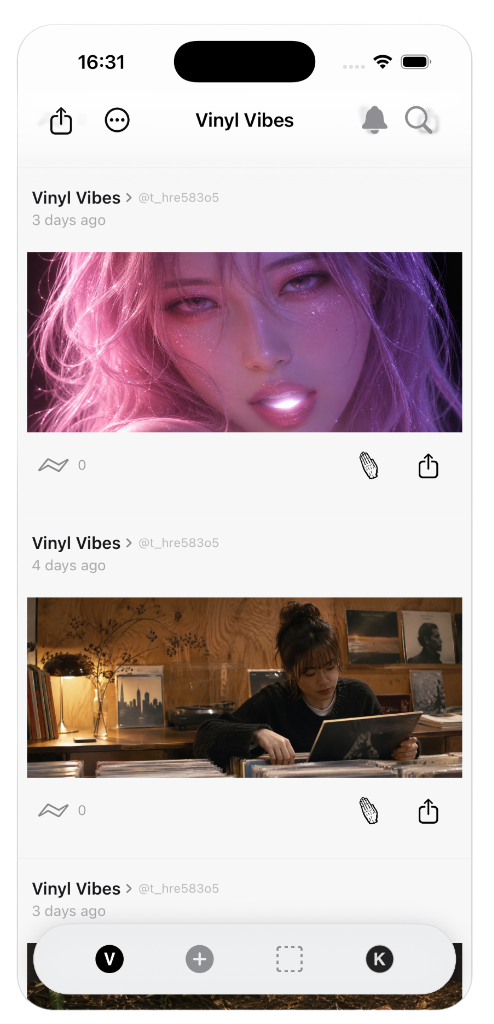 16:31
Vinyl Vibes
Vinyl Vibes > @t_hre583o5
3 days ago
0
Vinyl Vibes > @t_hre583o5
4 days ago
0
Vinyl Vibes > @t_hre583o5
3 days ago
V
K